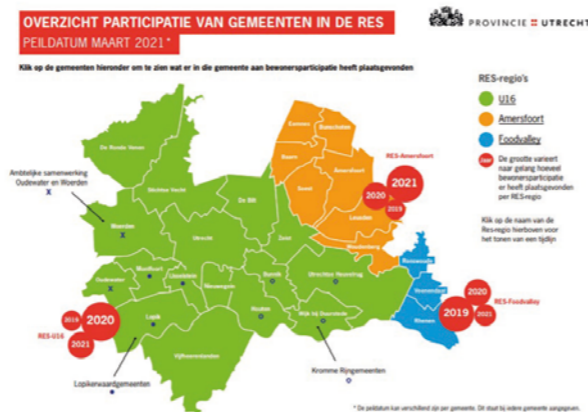 OVERZICHT PARTICIPATIE VAN GEMEENTEN IN DE RES
PEILDATUM MAART 2021*
PROVINCIE UTRECHT
Klik op de gemeenten hieronder om te zien wat er in die gemeente aan bewonersparticipatie heeft plaatsgevonden
RES-regio's
U16
Amersfoort
Foodvalley
Jaar
De grootte varieert
naar gelang hoeveel
bewonersparticipatie
er heeft plaatsgevonden
per RES-regio
Klik op de naam van de
Res-regio hierboven voor
het tonen van een tijdlijn
Eemnes
Bunschoten
De Ronde Venen
Baarn
RES-Amersfoort
Ambtelijke samenwerking
Oudewater en Woerden
X
Stichtse Vecht
De Bilt
Soest
Amersfoort
2020
2021
2019
Leusden
Woerden
X
Utrecht
Zeist
Woudenberg
Renswoude
Montfoort
IJsselstein
Nieuwegein
Bunnik
Utrechtse Heuvelrug
Veenendaal
Oudewater
X
2019
2020
2021
RES-U16
Lopik
Houten
Wijk bij Duurstede
Rhenen
2019
2020
2021
RES-Foodvalley
Vijfheerenlanden
Lopikerwaardgemeenten
Kromme Rijngemeenten
* De peildatum kan verschillend zijn per gemeente. Dit staat bij iedere gemeente aangegeven.